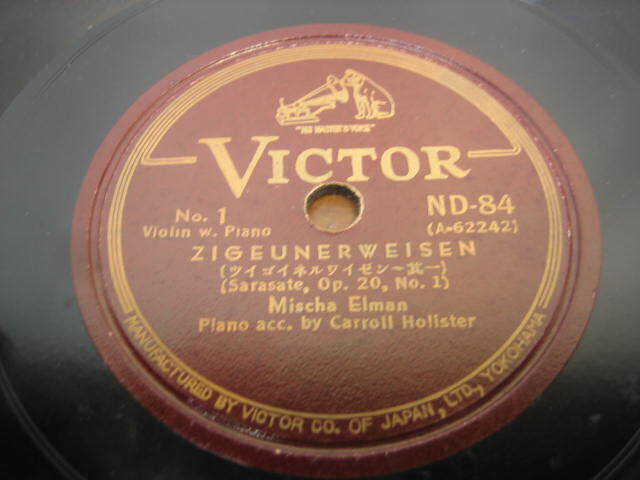 "HIS MASTER'S VOICE"
VICTOR
No. 1
Violin w. Piano
ND-84
(A-62242)
ZIGEUNERWEISEN
(ツイゴイネルワイゼン—其一)
(Sarasate, Op. 20, No. 1)
Mischa Elman
Piano acc. by Carroll Holister
MANUFACTURED BY VICTOR CO. OF JAPAN, LTD., YOKOHAMA